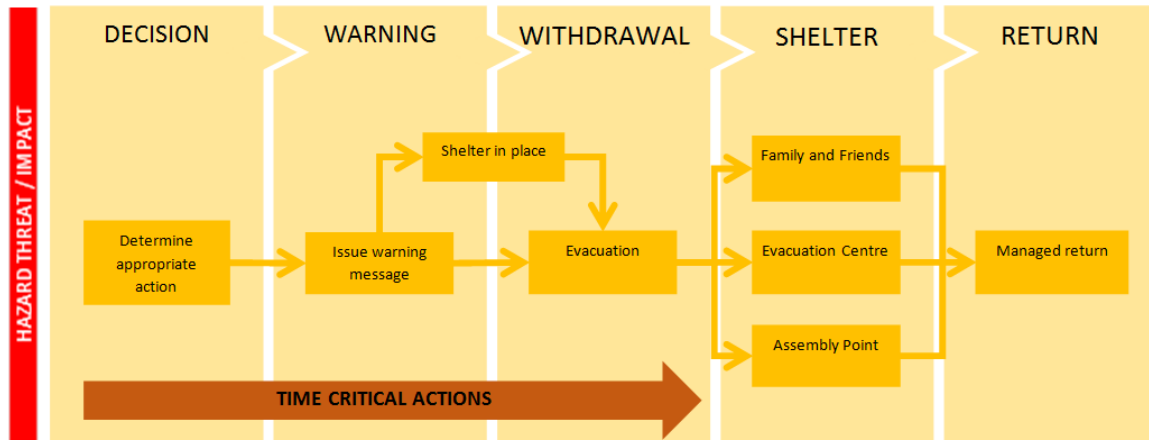 HAZARD THREAT / IMPACT
DECISION
WARNING
WITHDRAWAL
SHELTER
RETURN
Determine
appropriate
action
Issue warning
message
Shelter in place
Evacuation
Family and Friends
Evacuation Centre
Assembly Point
Managed return
TIME CRITICAL ACTIONS